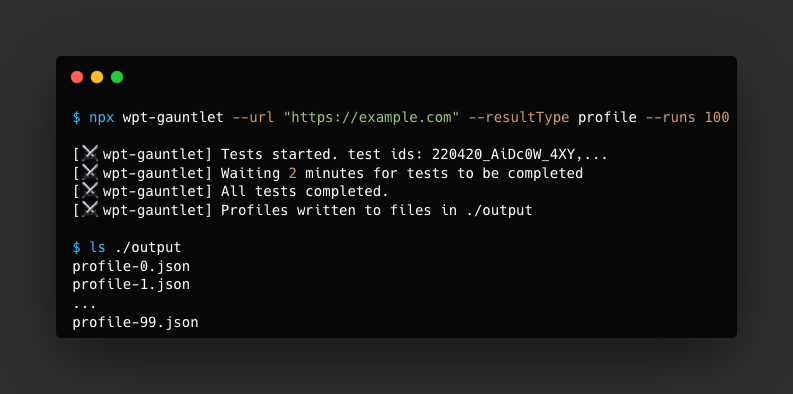 $ npx wpt-gauntlet --url "https://example.com" --resultType profile --runs 100
[⚔️ wpt-gauntlet] Tests started. test ids: 220420_AiDc0W_4XY,...
[⚔️ wpt-gauntlet] Waiting 2 minutes for tests to be completed
[⚔️ wpt-gauntlet] All tests completed.
[⚔️ wpt-gauntlet] Profiles written to files in ./output
$ ls ./output
profile-0.json
profile-1.json
...
profile-99.json